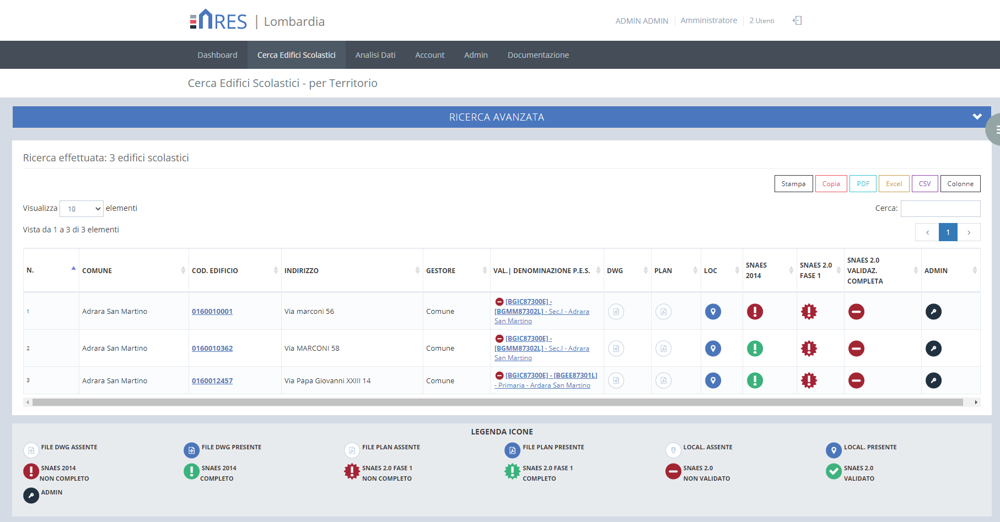 RES | Lombardia
ADMIN ADMIN Amministratore 2 Utenti
Dashboard Cerca Edifici Scolastici Analisi Dati Account Admin Documentazione
Cerca Edifici Scolastici - per Territorio
RICERCA AVANZATA
Ricerca effettuata: 3 edifici scolastici
Stampa Copia PDF Excel CSV Colonne
Visualizza 10 elementi Cerca:
Vista da 1 a 3 di 3 elementi
‹ 1 ›
N. COMUNE COD. EDIFICIO INDIRIZZO GESTORE VAL.| DENOMINAZIONE P.E.S. DWG PLAN LOC SNAES 2014 SNAES 2.0 FASE 1 SNAES 2.0 VALIDAZ. COMPLETA ADMIN
1 Adrara San Martino 0160010001 Via marconi 56 Comune [BGIC87300E] - [BGMM87302L] - Sec.I - Adrara San Martino
2 Adrara San Martino 0160010362 Via MARCONI 58 Comune [BGIC87300E] - [BGMM87302L] - Sec.I - Adrara San Martino
3 Adrara San Martino 0160012457 Via Papa Giovanni XXIII 14 Comune [BGIC87300E] - [BGEE87301L] - Primaria - Ardara San Martino
LEGENDA ICONE
FILE DWG ASSENTE FILE DWG PRESENTE FILE PLAN ASSENTE FILE PLAN PRESENTE LOCAL. ASSENTE LOCAL. PRESENTE
SNAES 2014 SNAES 2014 SNAES 2.0 FASE 1 SNAES 2.0 FASE 1 SNAES 2.0 SNAES 2.0
NON COMPLETO COMPLETO NON COMPLETO COMPLETO NON VALIDATO VALIDATO
ADMIN